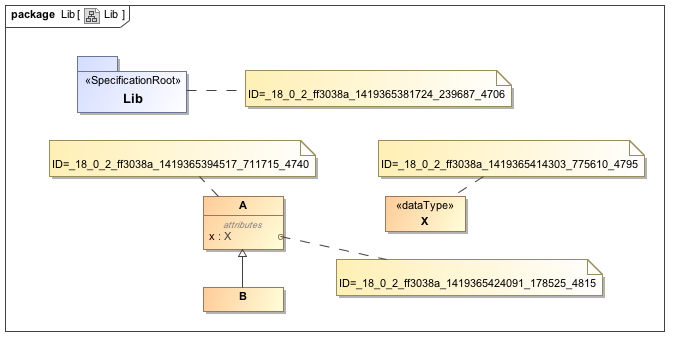 package Lib [ Lib ]
«SpecificationRoot»
Lib
ID=_18_0_2_ff3038a_1419365381724_239687_4706
ID=_18_0_2_ff3038a_1419365394517_711715_4740
ID=_18_0_2_ff3038a_1419365414303_775610_4795
A
attributes
x : X
«dataType»
X
ID=_18_0_2_ff3038a_1419365424091_178525_4815
B